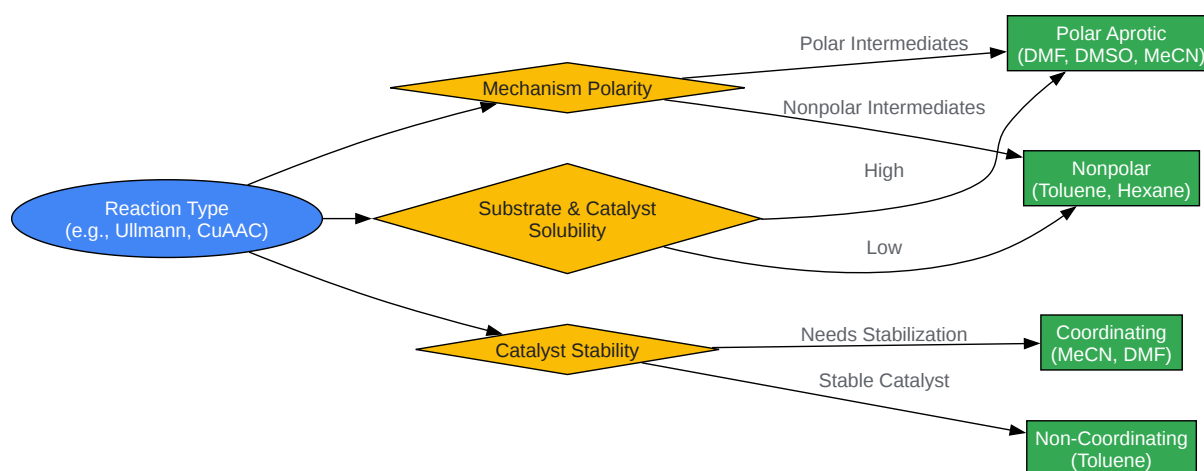 Reaction Type
(e.g., Ullmann, CuAAC)
Mechanism Polarity
Substrate & Catalyst
Solubility
Catalyst Stability
Polar Intermediates
Nonpolar Intermediates
High
Low
Needs Stabilization
Stable Catalyst
Polar Aprotic
(DMF, DMSO, MeCN)
Nonpolar
(Toluene, Hexane)
Coordinating
(MeCN, DMF)
Non-Coordinating
(Toluene)